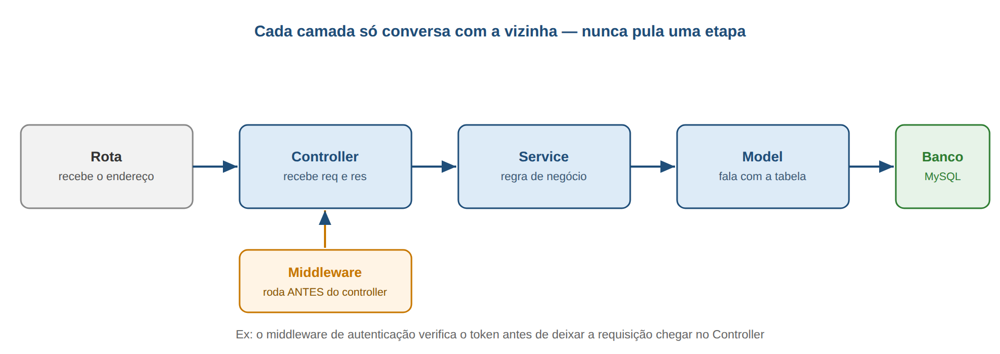 Cada camada só conversa com a vizinha — nunca pula uma etapa
Rota
recebe o endereço
Controller
recebe req e res
Service
regra de negócio
Model
fala com a tabela
Banco
MySQL
Middleware
roda ANTES do controller
Ex: o middleware de autenticação verifica o token antes de deixar a requisição chegar no Controller